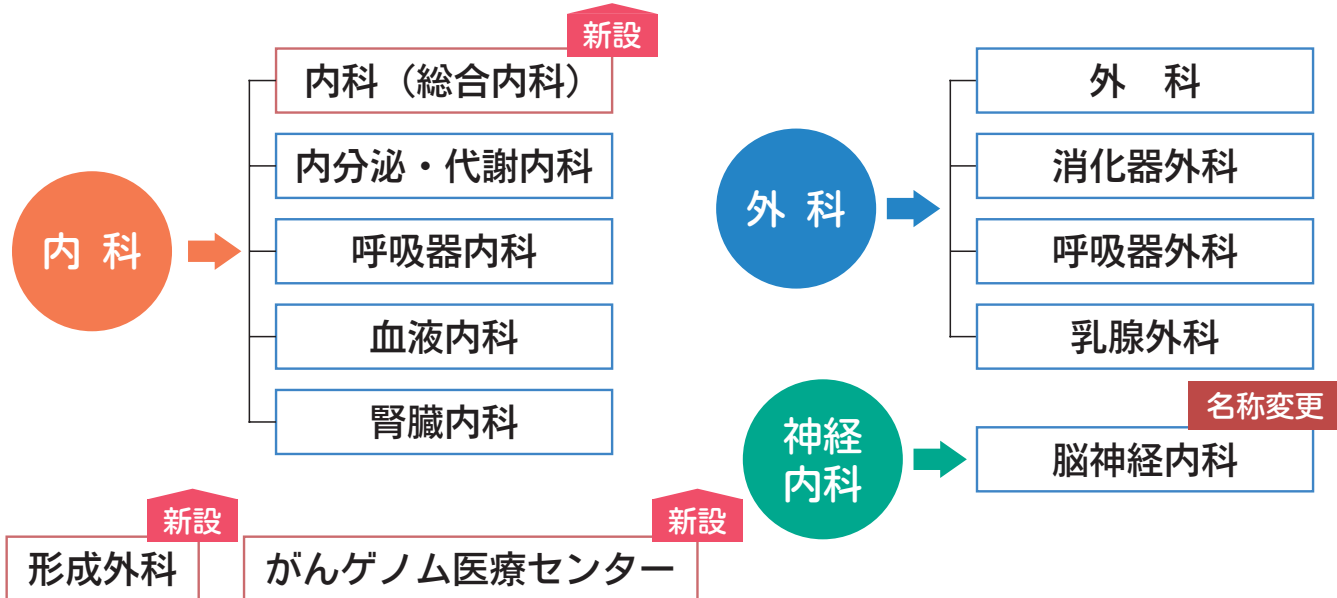 内 科
新設
内科（総合内科）
内分泌・代謝内科
呼吸器内科
血液内科
腎臓内科
外 科
外　科
消化器外科
呼吸器外科
乳腺外科
神経
内科
名称変更
脳神経内科
新設
形成外科
新設
がんゲノム医療センター